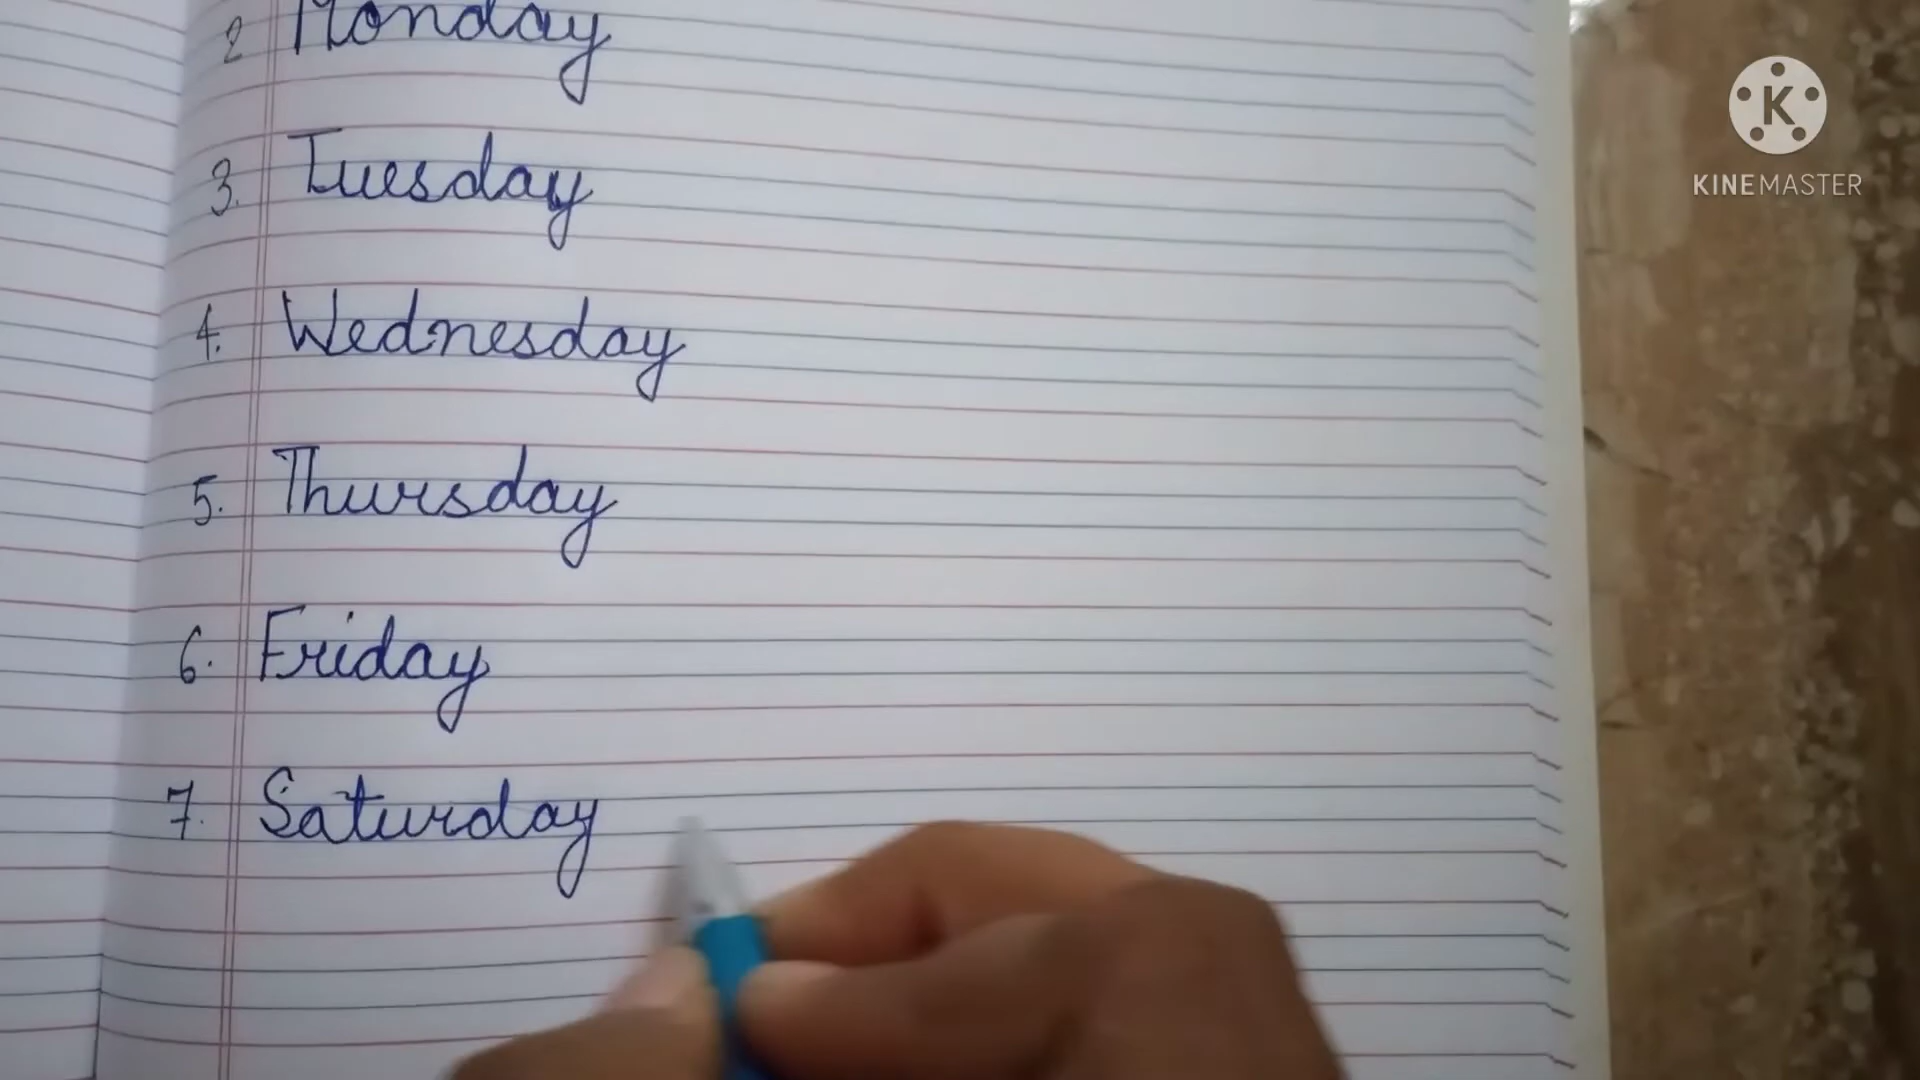 2 Monday
3. Tuesday
4. Wednesday
5. Thursday
6. Friday
7. Saturday
K
KINEMASTER